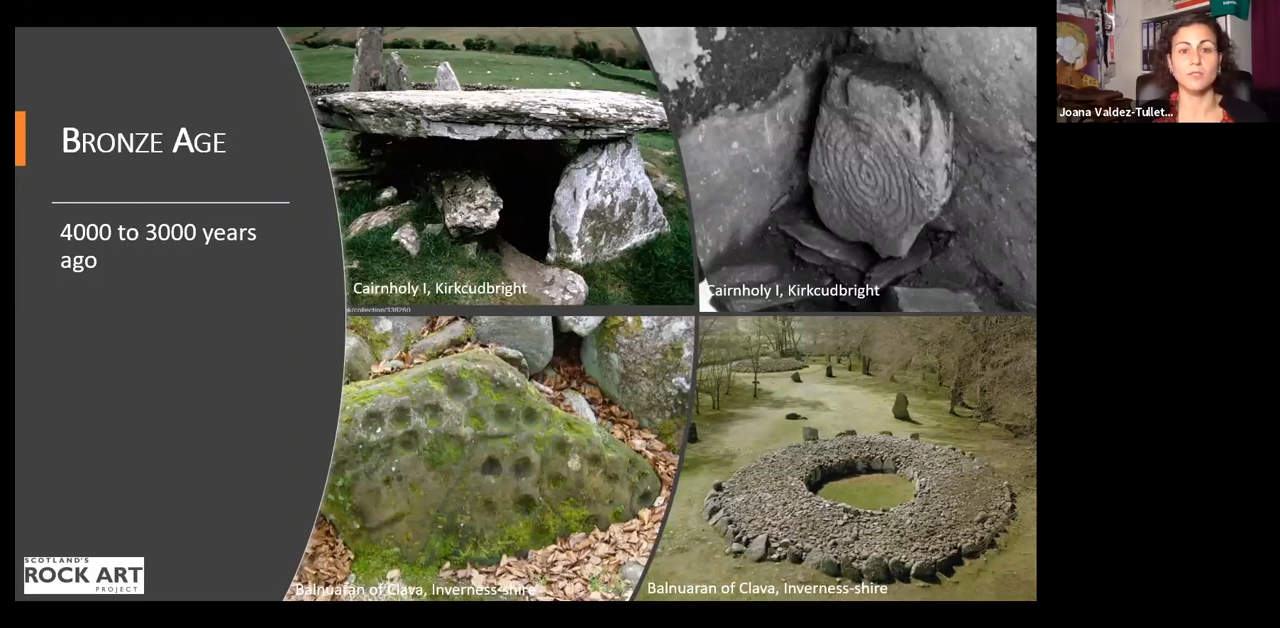 BRONZE AGE
4000 to 3000 years
ago
Cairnholy I, Kirkcudbright
Cairnholy I, Kirkcudbright
Balnuaran of Clava, Inverness-shire
Balnuaran of Clava, Inverness-shire
SCOTLAND'S
ROCK ART
PROJECT
Joana Valdez-Tullet...